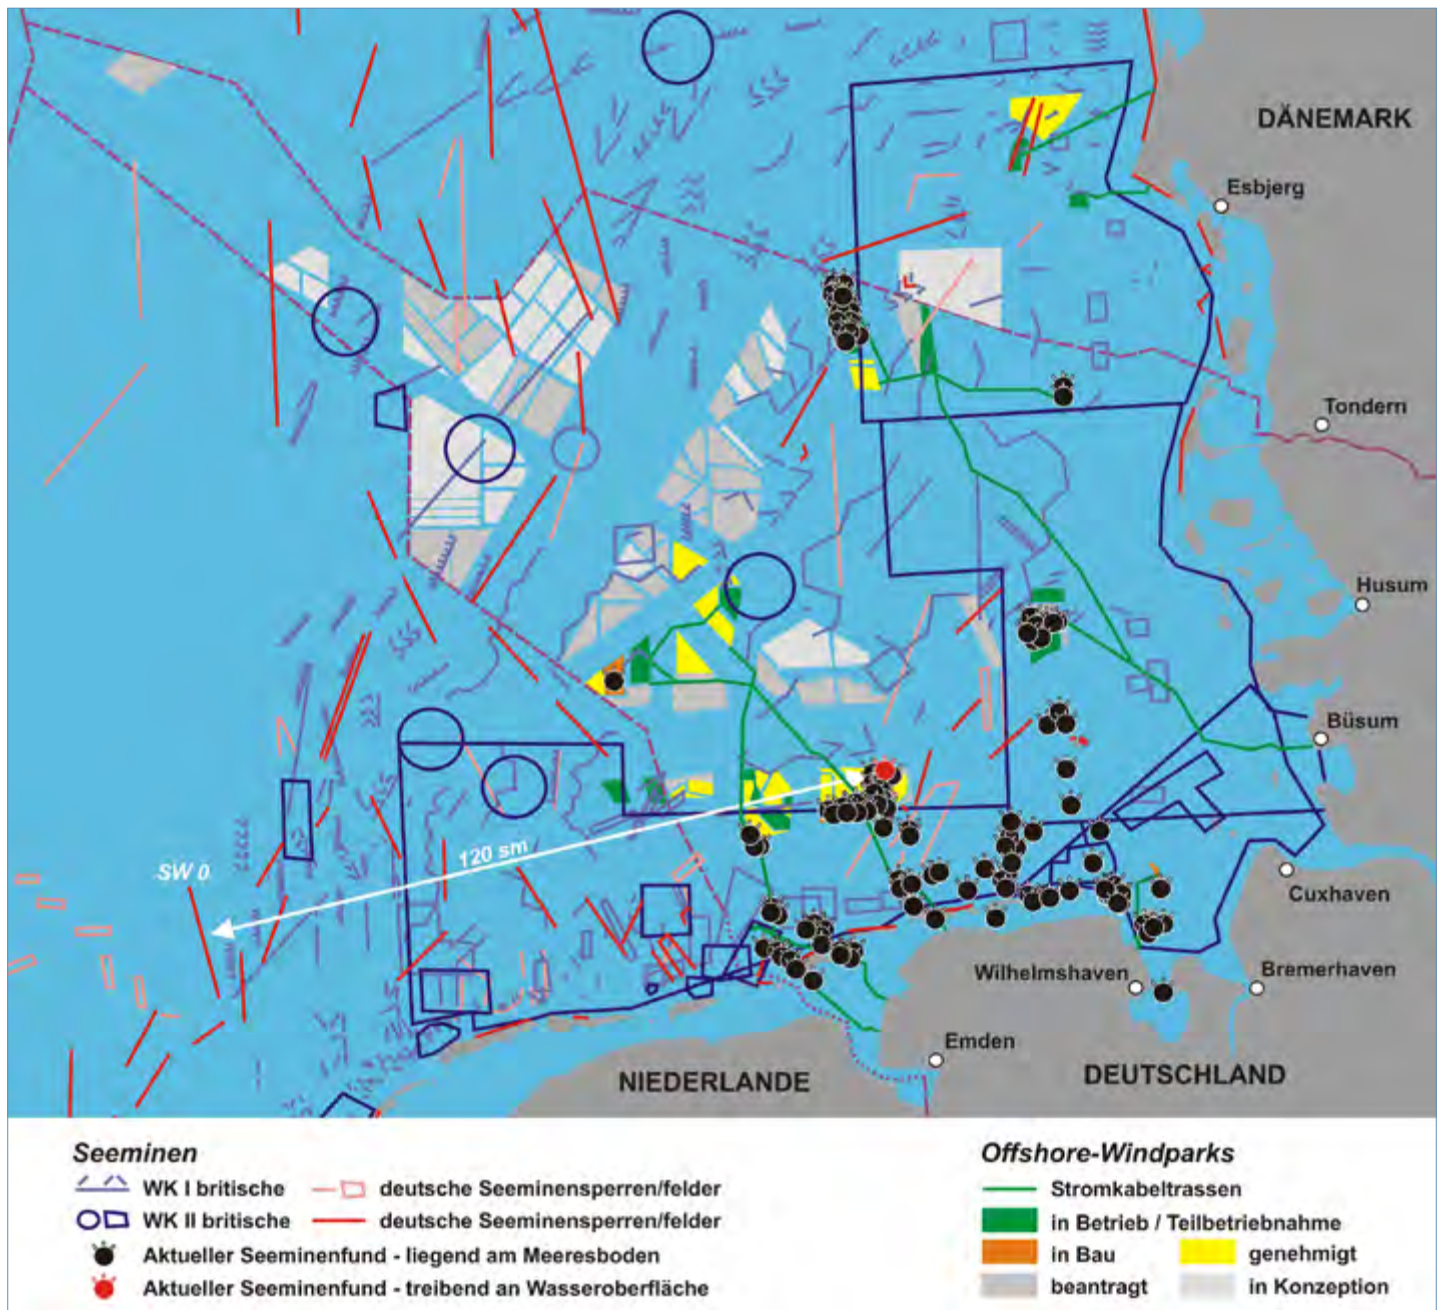 DÄNEMARK
Esbjerg
Tondern
Husum
Büsum
120 sm
SW 0
Cuxhaven
Wilhelmshaven
Bremerhaven
Emden
NIEDERLANDE
DEUTSCHLAND
Seeminen
WK I britische
deutsche Seeminensperren/felder
WK II britische
deutsche Seeminensperren/felder
Aktueller Seeminenfund - liegend am Meeresboden
Aktueller Seeminenfund - treibend an Wasseroberfläche
Offshore-Windparks
Stromkabeltrassen
in Betrieb / Teilbetriebnahme
in Bau
genehmigt
beantragt
in Konzeption